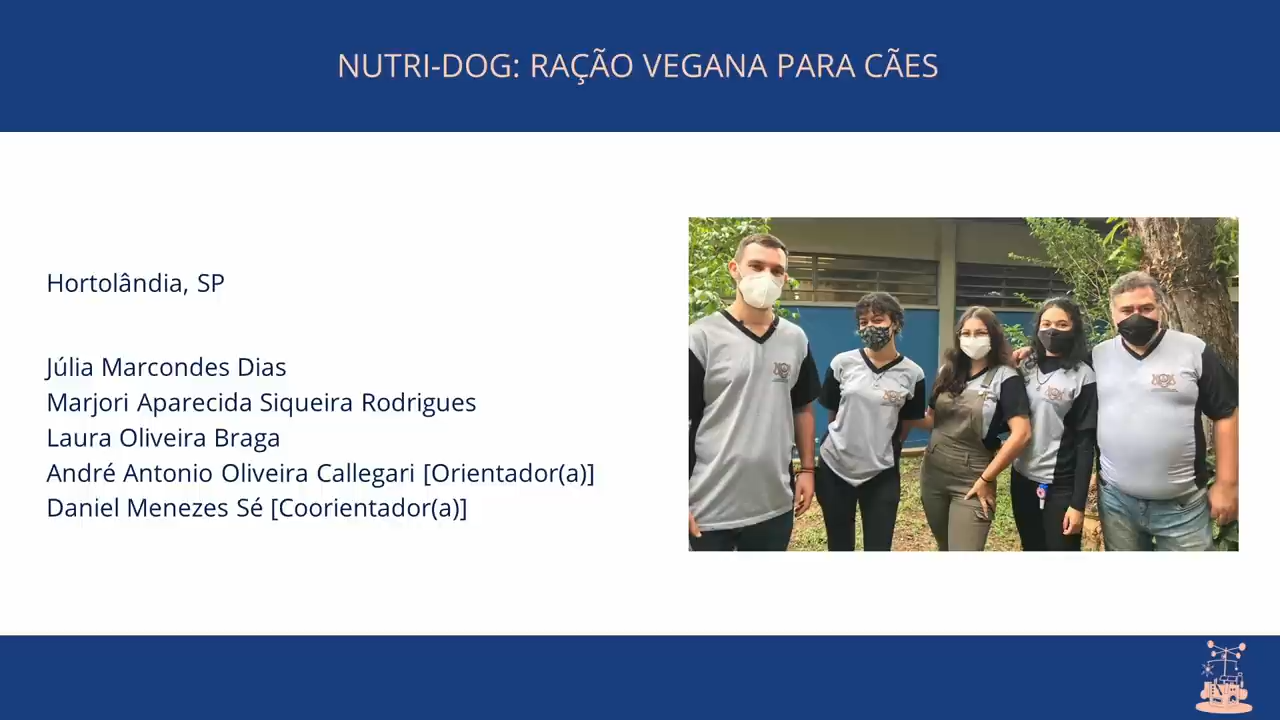 NUTRI-DOG: RAÇÃO VEGANA PARA CÃES
Hortolândia, SP
Júlia Marcondes Dias
Marjori Aparecida Siqueira Rodrigues
Laura Oliveira Braga
André Antonio Oliveira Callegari [Orientador(a)]
Daniel Menezes Sé [Coorientador(a)]